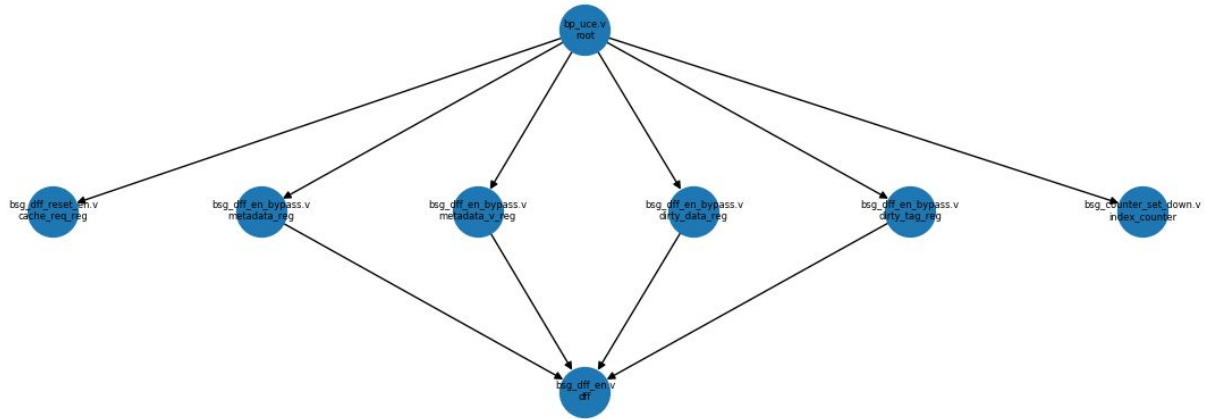 bp_uce.v
root
bsg_dff_reset_en.v
cache_req_reg
bsg_dff_en_bypass.v
metadata_reg
bsg_dff_en_bypass.v
metadata_v_reg
bsg_dff_en_bypass.v
dirty_data_reg
bsg_dff_en_bypass.v
dirty_tag_reg
bsg_counter_set_down.v
index_counter
bsg_dff_en.v
dff